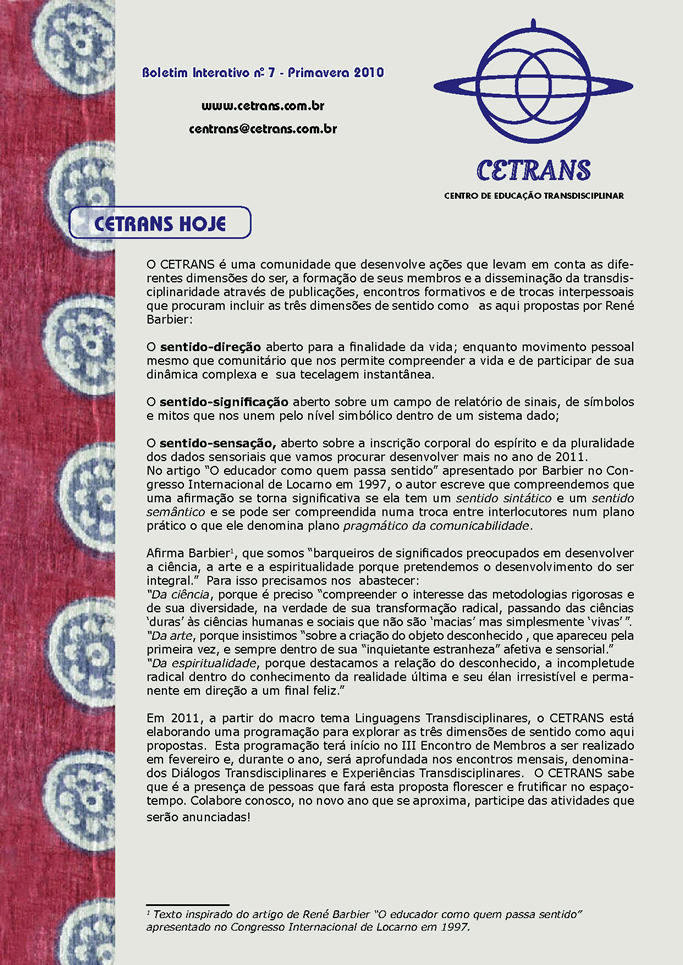 Boletim Interativo nº 7 - Primavera 2010
www.cetrans.com.br
centrans@cetrans.com.br
CETRANS
CENTRO DE EDUCAÇÃO TRANSDISCIPLINAR
CETRANS HOJE
O CETRANS é uma comunidade que desenvolve ações que levam em conta as dife-
rentes dimensões do ser, a formação de seus membros e a disseminação da transdis-
ciplinaridade através de publicações, encontros formativos e de trocas interpessoais
que procuram incluir as três dimensões de sentido como as aqui propostas por René
Barbier:
O sentido-direção aberto para a finalidade da vida; enquanto movimento pessoal
mesmo que comunitário que nos permite compreender a vida e de participar de sua
dinâmica complexa e sua tecelagem instantânea.
O sentido-significação aberto sobre um campo de relatório de sinais, de símbolos
e mitos que nos unem pelo nível simbólico dentro de um sistema dado;
O sentido-sensação, aberto sobre a inscrição corporal do espírito e da pluralidade
dos dados sensoriais que vamos procurar desenvolver mais no ano de 2011.
No artigo “O educador como quem passa sentido” apresentado por Barbier no Con-
gresso Internacional de Locarno em 1997, o autor escreve que compreendemos que
uma afirmação se torna significativa se ela tem um sentido sintático e um sentido
semântico e se pode ser compreendida numa troca entre interlocutores num plano
prático o que ele denomina plano pragmático da comunicabilidade.
Afirma Barbier¹, que somos “barqueiros de significados preocupados em desenvolver
a ciência, a arte e a espiritualidade porque pretendemos o desenvolvimento do ser
integral.” Para isso precisamos nos abastecer:
“Da ciência, porque é preciso “compreender o interesse das metodologias rigorosas e
de sua diversidade, na verdade de sua transformação radical, passando das ciências
‘duras’ às ciências humanas e sociais que não são ‘macias’ mas simplesmente ‘vivas’ ”.
“Da arte, porque insistimos “sobre a criação do objeto desconhecido , que apareceu pela
primeira vez, e sempre dentro de sua “inquietante estranheza” afetiva e sensorial.”
“Da espiritualidade, porque destacamos a relação do desconhecido, a incompletude
radical dentro do conhecimento da realidade última e seu élan irresistível e perma-
nente em direção a um final feliz.”
Em 2011, a partir do macro tema Linguagens Transdisciplinares, o CETRANS está
elaborando uma programação para explorar as três dimensões de sentido como aqui
propostas. Esta programação terá início no III Encontro de Membros a ser realizado
em fevereiro e, durante o ano, será aprofundada nos encontros mensais, denomina-
dos Diálogos Transdisciplinares e Experiências Transdisciplinares. O CETRANS sabe
que é a presença de pessoas que fará esta proposta florescer e frutificar no espaço-
tempo. Colabore conosco, no novo ano que se aproxima, participe das atividades que
serão anunciadas!
¹ Texto inspirado do artigo de René Barbier “O educador como quem passa sentido”
apresentado no Congresso Internacional de Locarno em 1997.